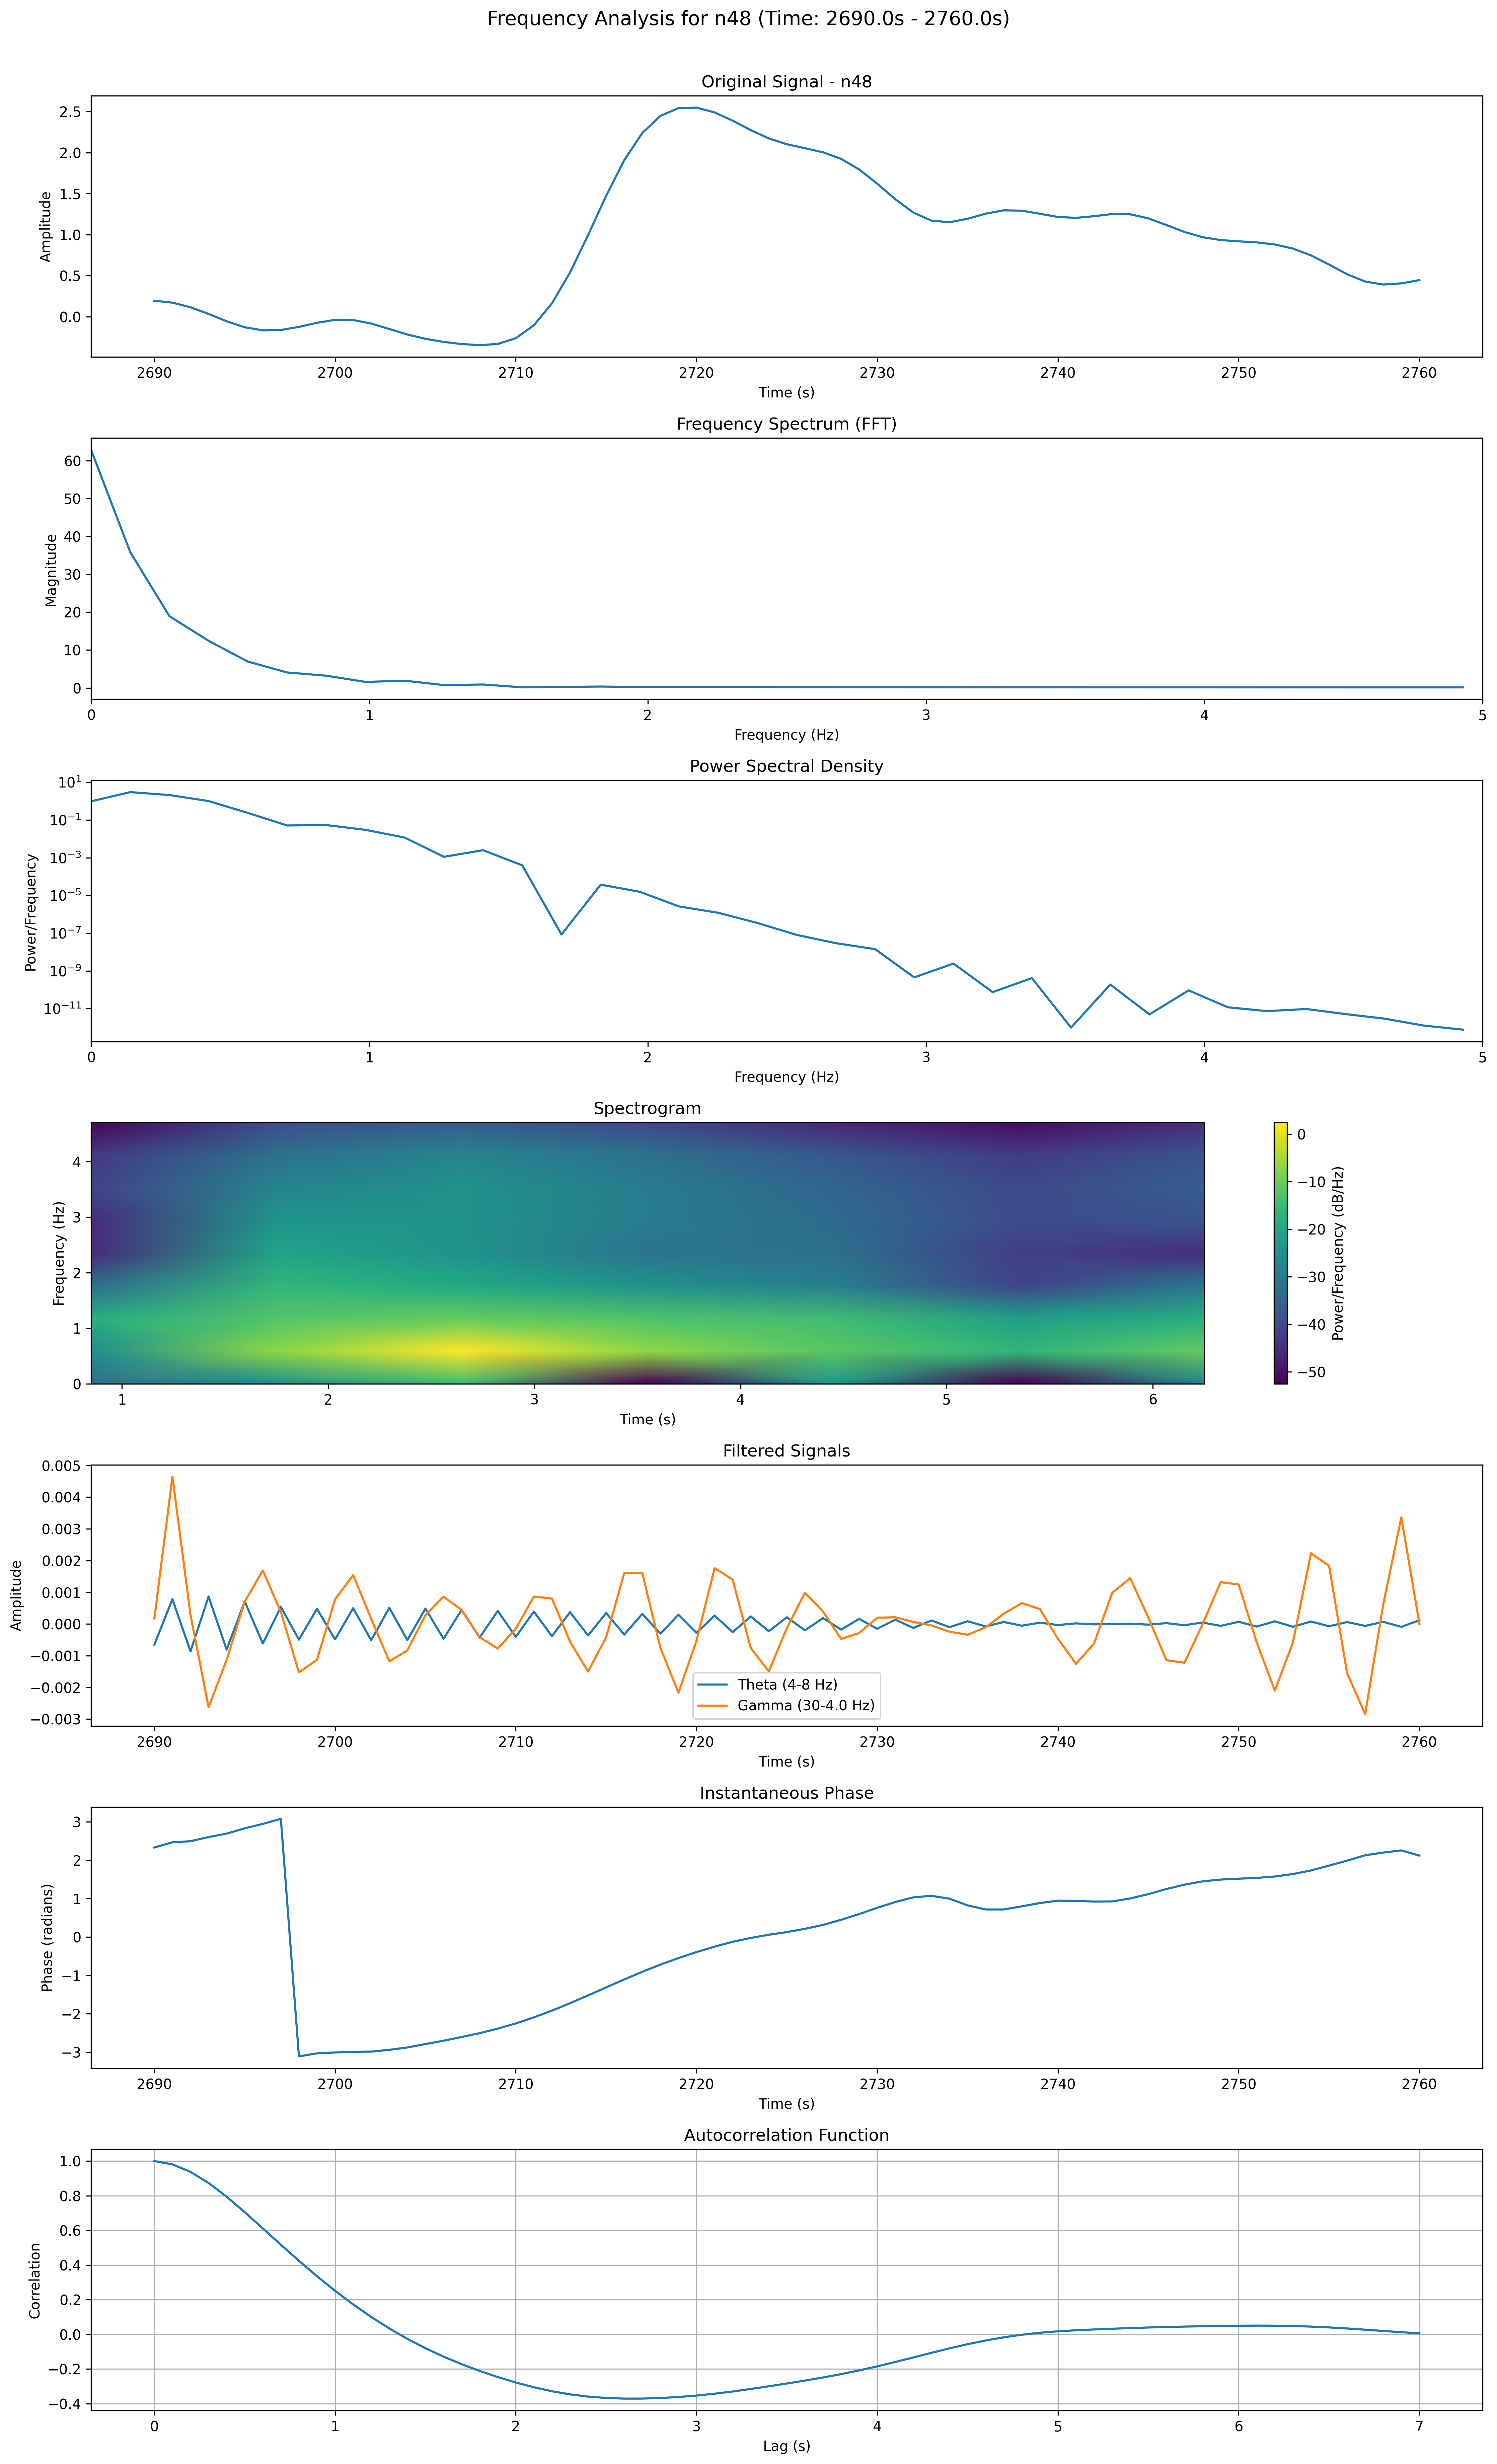 Frequency Analysis for n48 (Time: 2690.0s - 2760.0s)
Original Signal - n48
Amplitude
2.5
2.0
1.5
1.0
0.5
0.0
2690 2700 2710 2720 2730 2740 2750 2760
Time (s)
Frequency Spectrum (FFT)
Magnitude
60
50
40
30
20
10
0
0 1 2 3 4 5
Frequency (Hz)
Power Spectral Density
Power/Frequency
10¹
10⁻¹
10⁻³
10⁻⁵
10⁻⁷
10⁻⁹
10⁻¹¹
0 1 2 3 4 5
Frequency (Hz)
Spectrogram
Frequency (Hz)
4
3
2
1
0
1 2 3 4 5 6
Time (s)
0
−10
−20
−30
−40
−50
Power/Frequency (dB/Hz)
Filtered Signals
Amplitude
0.005
0.004
0.003
0.002
0.001
0.000
−0.001
−0.002
−0.003
Theta (4-8 Hz)
Gamma (30-4.0 Hz)
2690 2700 2710 2720 2730 2740 2750 2760
Time (s)
Instantaneous Phase
Phase (radians)
3
2
1
0
−1
−2
−3
2690 2700 2710 2720 2730 2740 2750 2760
Time (s)
Autocorrelation Function
Correlation
1.0
0.8
0.6
0.4
0.2
0.0
−0.2
−0.4
0 1 2 3 4 5 6 7
Lag (s)